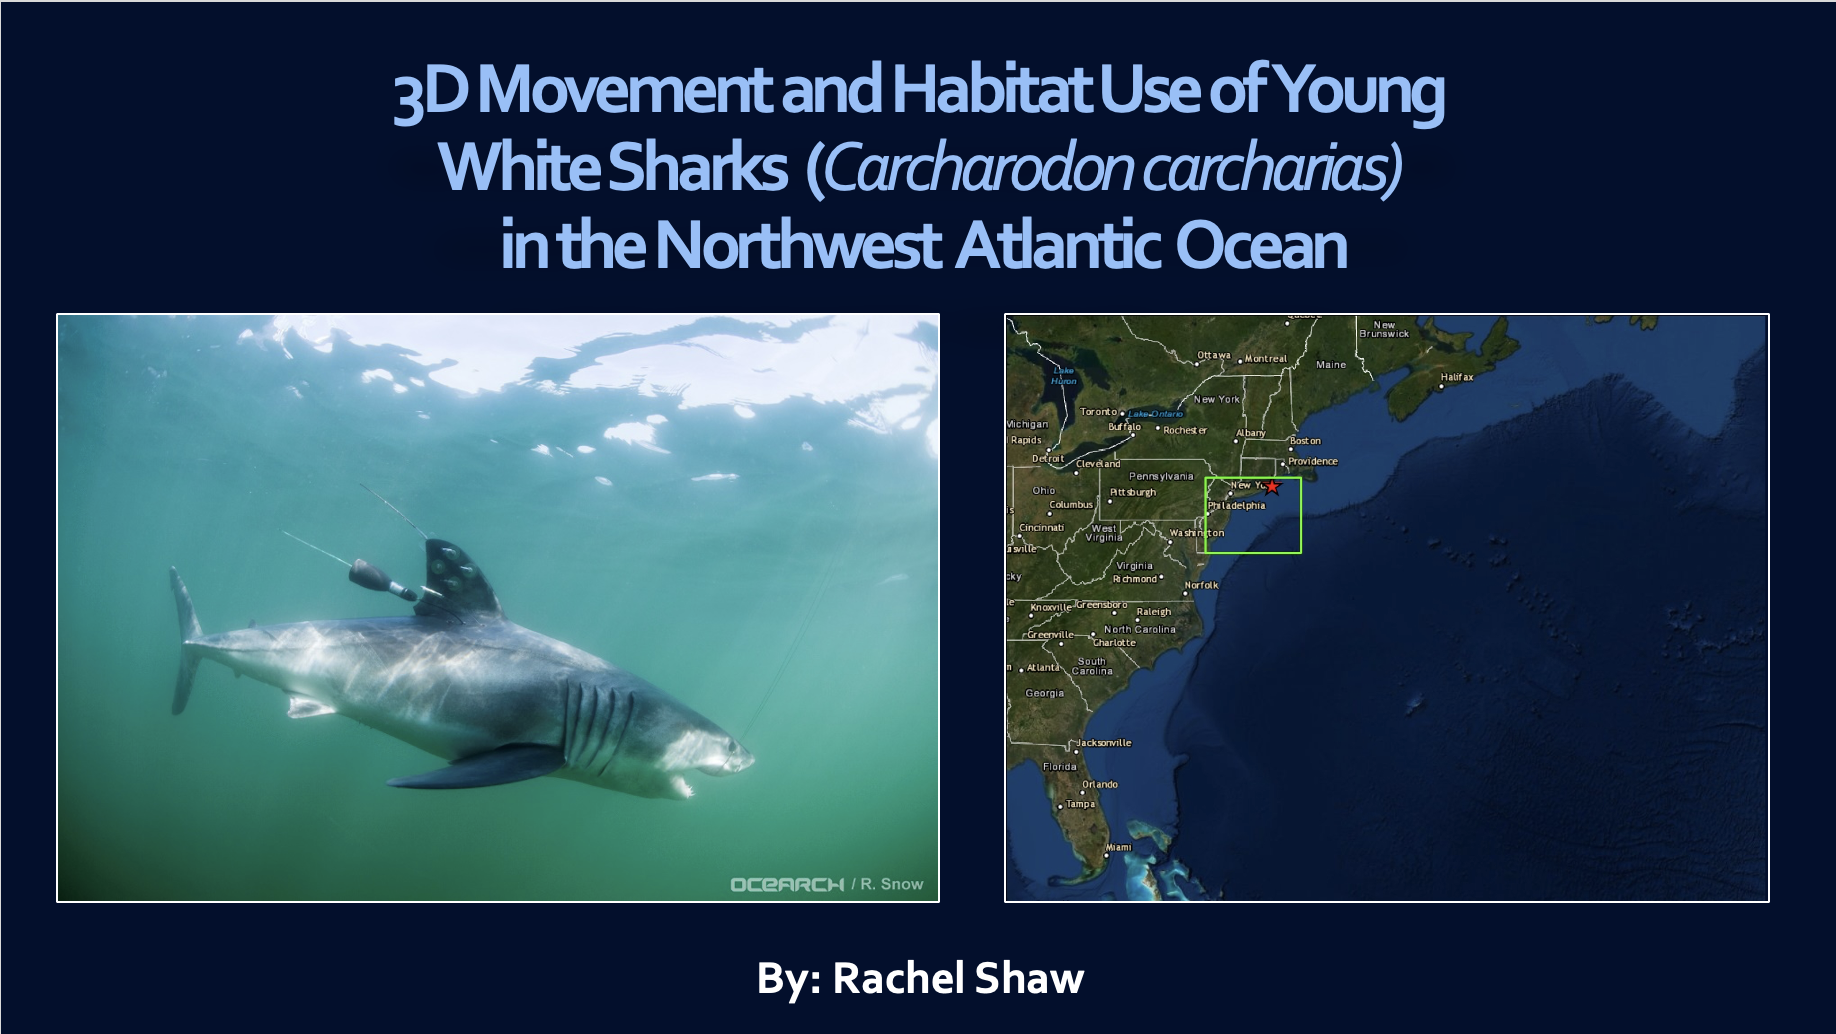 3D Movement and Habitat Use of Young
White Sharks (Carcharodon carcharias)
in the Northwest Atlantic Ocean
OCEARCH / R. Snow
New
Brunswick
Ottawa
Montreal
Maine
Halifax
Lake
Huron
New York
Toronto
Lake Ontario
Michigan
Buffalo
Rochester
Albany
Boston
Rapids
Detroit
Cleveland
Providence
Pennsylvania
Ohio
Pittsburgh
New Yo
Columbus
Philadelphia
Cincinnati
West
Virginia
Washington
Virginia
Richmond
Norfolk
Knoxville
Greensboro
Raleigh
North Carolina
Greenville
Charlotte
Atlanta
South
Carolina
Georgia
Jacksonville
Florida
Orlando
Tampa
Miami
By: Rachel Shaw